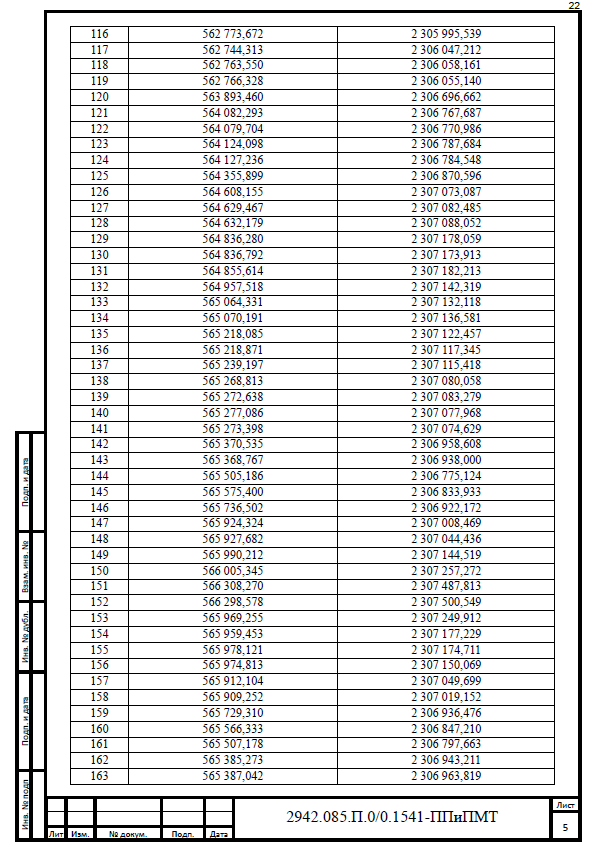 22
116 562 773,672 2 305 995,539
117 562 744,313 2 306 047,212
118 562 763,550 2 306 058,161
119 562 766,328 2 306 055,140
120 563 893,460 2 306 696,662
121 564 082,293 2 306 767,687
122 564 079,704 2 306 770,986
123 564 124,098 2 306 787,684
124 564 127,236 2 306 784,548
125 564 355,899 2 306 870,596
126 564 608,155 2 307 073,087
127 564 629,467 2 307 082,485
128 564 632,179 2 307 088,052
129 564 836,280 2 307 178,059
130 564 836,792 2 307 173,913
131 564 855,614 2 307 182,213
132 564 957,518 2 307 142,319
133 565 064,331 2 307 132,118
134 565 070,191 2 307 136,581
135 565 218,085 2 307 122,457
136 565 218,871 2 307 117,345
137 565 239,197 2 307 115,418
138 565 268,813 2 307 080,058
139 565 272,638 2 307 083,279
140 565 277,086 2 307 077,968
141 565 273,398 2 307 074,629
142 565 370,535 2 306 958,608
143 565 368,767 2 306 938,000
144 565 505,186 2 306 775,124
145 565 575,400 2 306 833,933
146 565 736,502 2 306 922,172
147 565 924,324 2 307 008,469
148 565 927,682 2 307 044,436
149 565 990,212 2 307 144,519
150 566 005,345 2 307 257,272
151 566 308,270 2 307 487,813
152 566 298,578 2 307 500,549
153 565 969,255 2 307 249,912
154 565 959,453 2 307 177,229
155 565 978,121 2 307 174,711
156 565 974,813 2 307 150,069
157 565 912,104 2 307 049,699
158 565 909,252 2 307 019,152
159 565 729,310 2 306 936,476
160 565 566,333 2 306 847,210
161 565 507,178 2 306 797,663
162 565 385,273 2 306 943,211
163 565 387,042 2 306 963,819
Подп. и дата
Взам. инв. №
Инв. № дубл.
Подп. и дата
Инв. № подп
Лит Изм. № докум. Подп. Дата
2942.085.П.0/0.1541-ППиПМТ
Лист
5